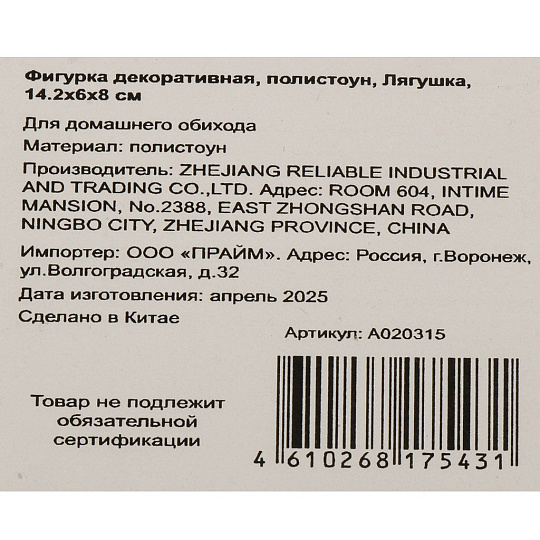 Фигурка декоративная, полистоун, Лягушка,
14.2х6х8 см
Для домашнего обихода
Материал: полистоун
Производитель: ZHEJIANG RELIABLE INDUSTRIAL
AND TRADING CO.,LTD. Адрес: ROOM 604, INTIME
MANSION, No.2388, EAST ZHONGSHAN ROAD,
NINGBO CITY, ZHEJIANG PROVINCE, CHINA
Импортер: ООО «ПРАЙМ». Адрес: Россия, г.Воронеж,
ул.Волгоградская, д.32
Дата изготовления: апрель 2025
Сделано в Китае
Артикул: A020315
Товар не подлежит
обязательной
сертификации
4 610268 175431